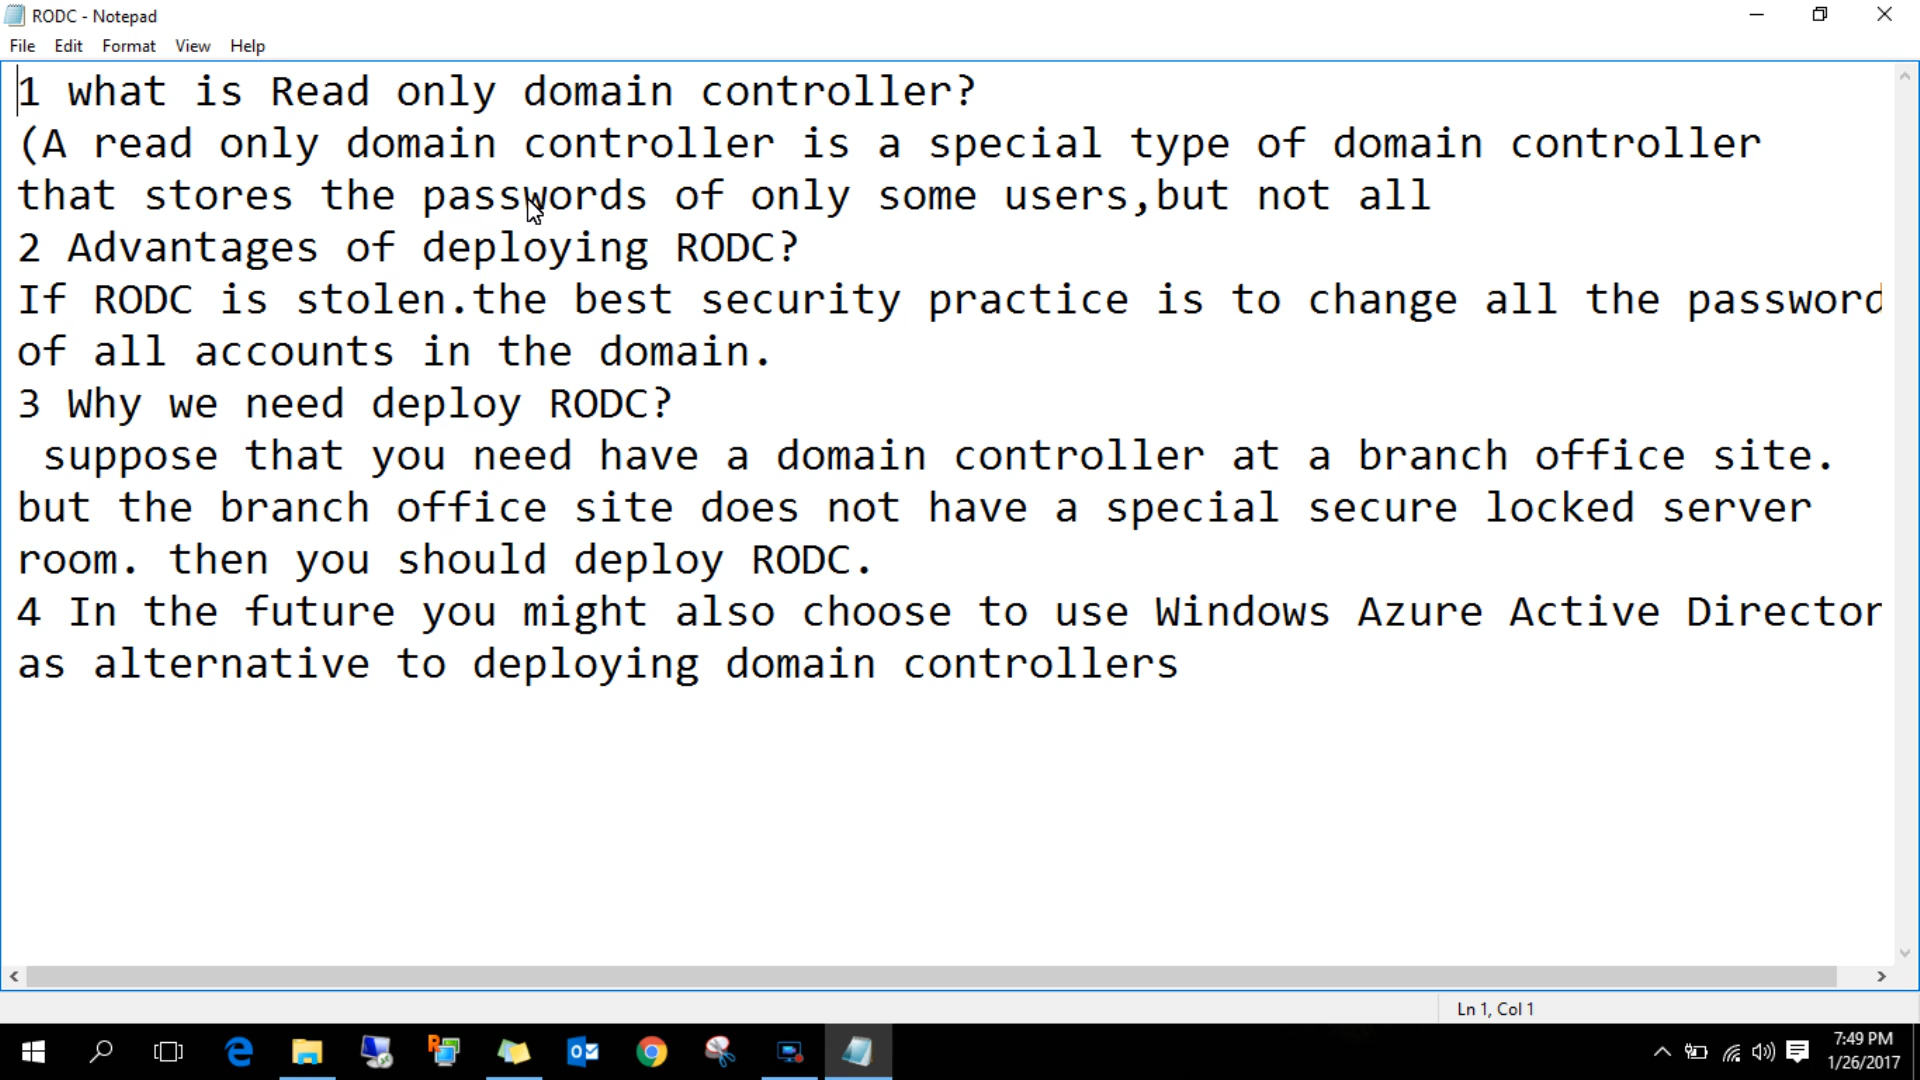 RODC - Notepad
File Edit Format View Help
1 what is Read only domain controller?
(A read only domain controller is a special type of domain controller
that stores the passwords of only some users,but not all
2 Advantages of deploying RODC?
If RODC is stolen.the best security practice is to change all the password
of all accounts in the domain.
3 Why we need deploy RODC?
suppose that you need have a domain controller at a branch office site.
but the branch office site does not have a special secure locked server
room. then you should deploy RODC.
4 In the future you might also choose to use Windows Azure Active Director
as alternative to deploying domain controllers
Ln 1, Col 1
7:49 PM
1/26/2017